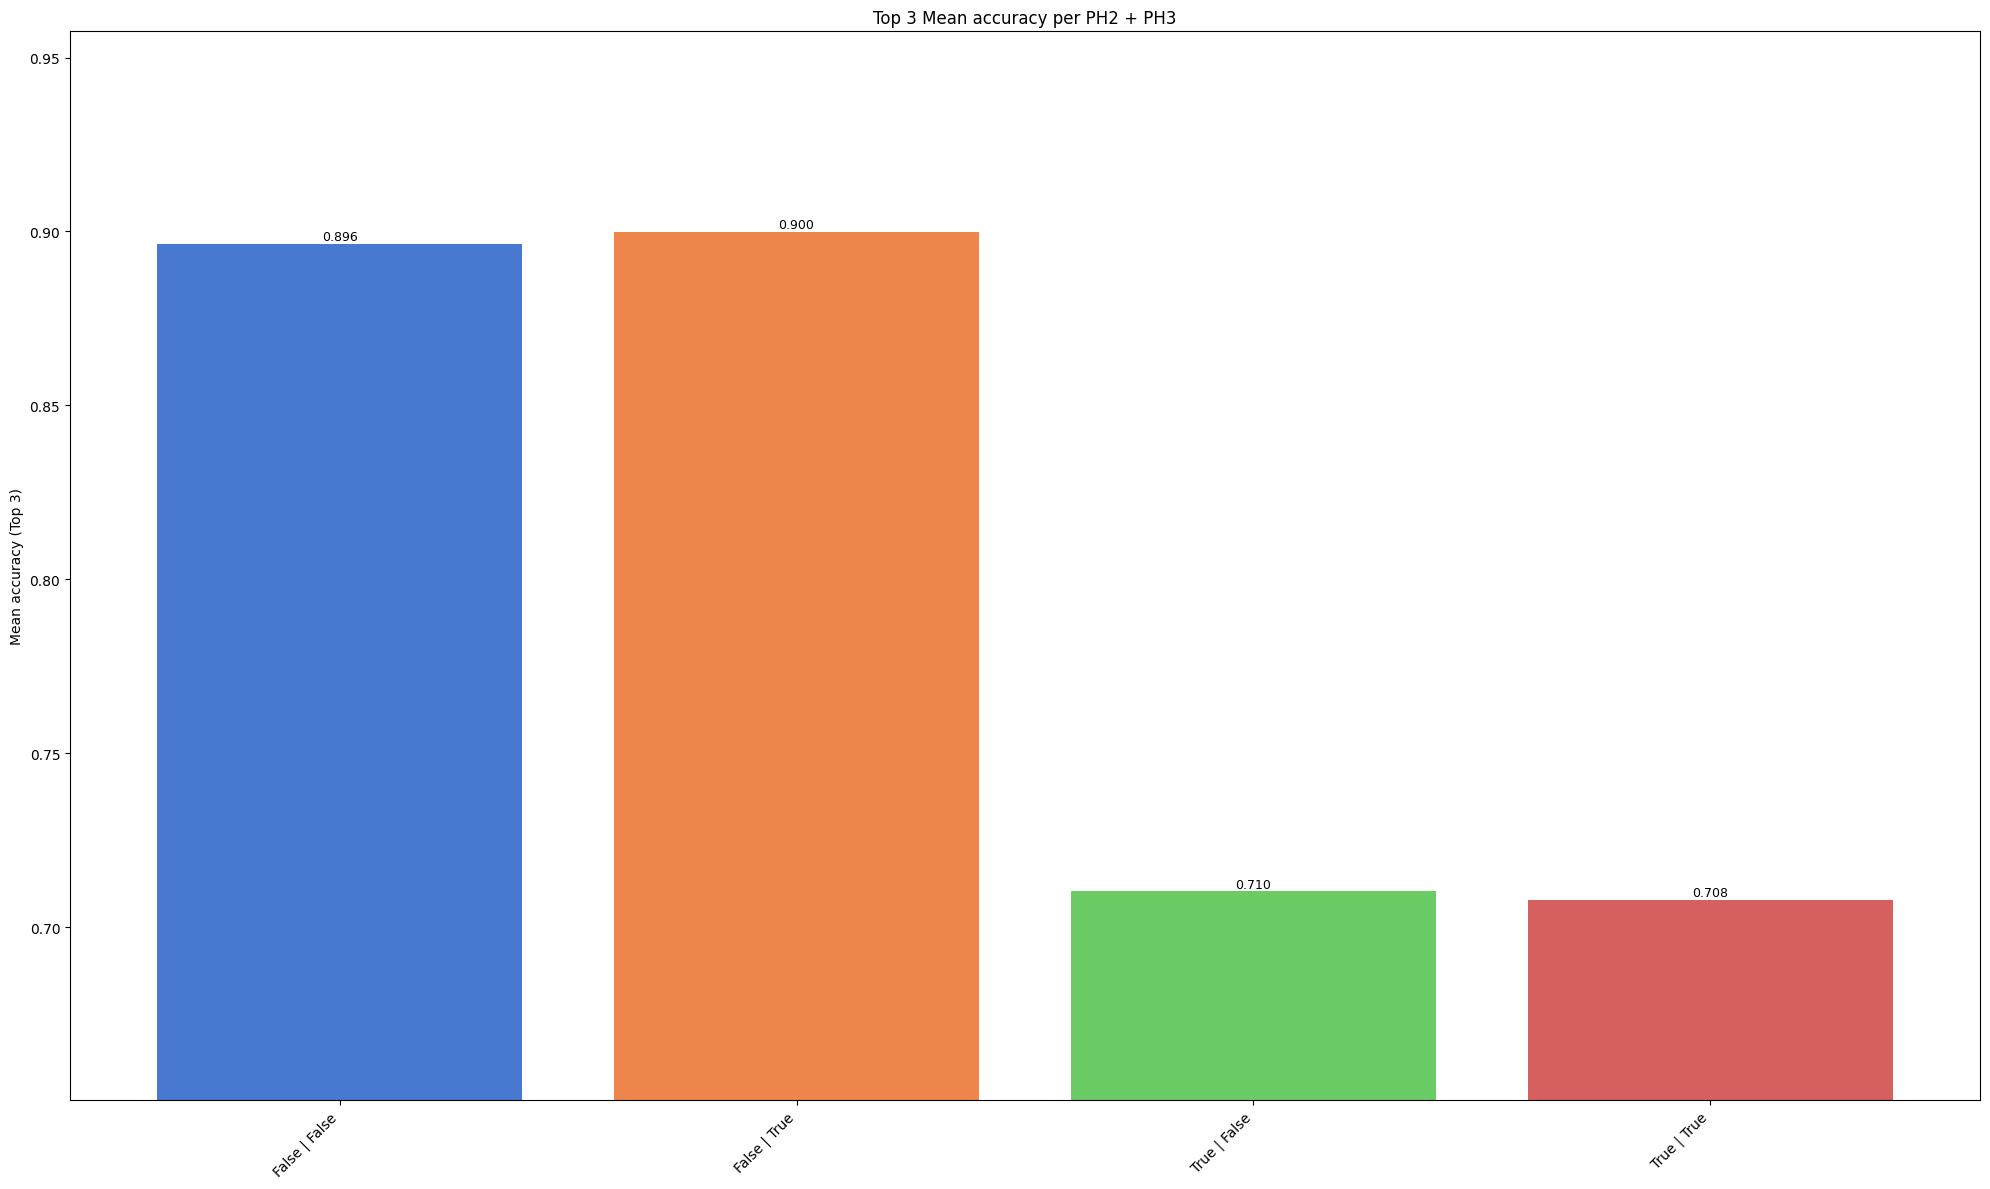 Top 3 Mean accuracy per PH2 + PH3
Mean accuracy (Top 3)
0.95
0.90
0.85
0.80
0.75
0.70
0.896
0.900
0.710
0.708
False | False
False | True
True | False
True | True